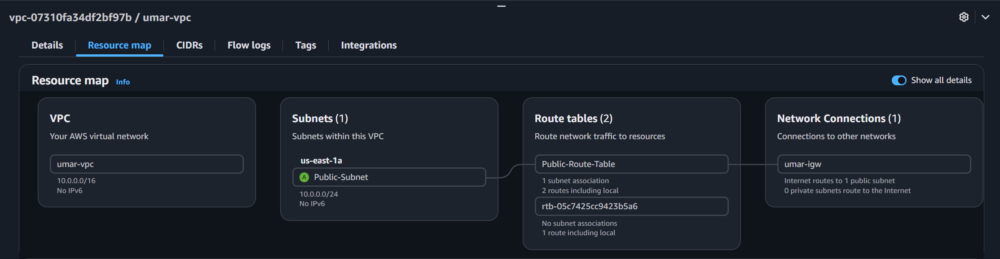 vpc-07310fa34df2bf97b / umar-vpc
Details
Resource map
CIDRs
Flow logs
Tags
Integrations
Resource map Info
Show all details
VPC
Your AWS virtual network
umar-vpc
10.0.0.0/16
No IPv6
Subnets (1)
Subnets within this VPC
us-east-1a
A Public-Subnet
10.0.0.0/24
No IPv6
Route tables (2)
Route network traffic to resources
Public-Route-Table
1 subnet association
2 routes including local
rtb-05c7425cc9423b5a6
No subnet associations
1 route including local
Network Connections (1)
Connections to other networks
umar-igw
Internet routes to 1 public subnet
0 private subnets route to the Internet